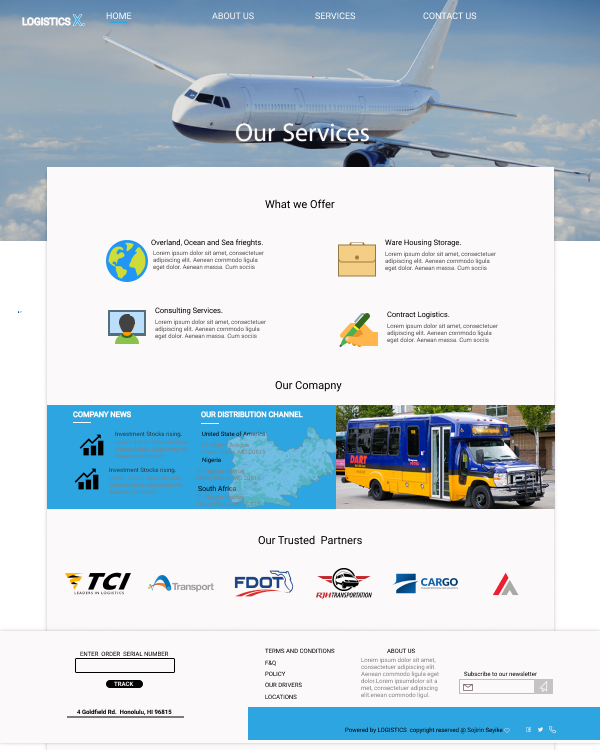 LOGISTICS X
HOME
ABOUT US
SERVICES
CONTACT US
Our Services
What we Offer
Overland, Ocean and Sea frieghts.
Lorem ipsum dolor sit amet, consectetuer
adipiscing elit. Aenean commodo ligula
eget dolor. Aenean massa. Cum sociis
Ware Housing Storage.
Lorem ipsum dolor sit amet, consectetuer
adipiscing elit. Aenean commodo ligula
eget dolor. Aenean massa. Cum sociis
Consulting Services.
Lorem ipsum dolor sit amet, consectetuer
adipiscing elit. Aenean commodo ligula
eget dolor. Aenean massa. Cum sociis
Contract Logistics.
Lorem ipsum dolor sit amet, consectetuer
adipiscing elit. Aenean commodo ligula
eget dolor. Aenean massa. Cum sociis
Our Comapny
COMPANY NEWS
Investment Stocks rising.
Investment Stocks rising.
OUR DISTRIBUTION CHANNEL
United State of America
Nigeria
South Africa
DART
Our Trusted Partners
TCI
LEADERS IN LOGISTICS
Transport
FDOT
RJH TRANSPORTATION
CARGO
ENTER ORDER SERIAL NUMBER
TRACK
4 Goldfield Rd. Honolulu, HI 96815
TERMS AND CONDITIONS
F&Q
POLICY
OUR DRIVERS
LOCATIONS
ABOUT US
Lorem ipsum dolor sit amet,
consectetuer adipiscing elit.
Aenean commodo ligula eget
dolor.Lorem ipsumdolor sit a
met, consectetuer adipiscing
elit.enean commodo ligul
Subscribe to our newsletter
Powered by LOGISTICS copyright reserved @ Sojirin Seyike